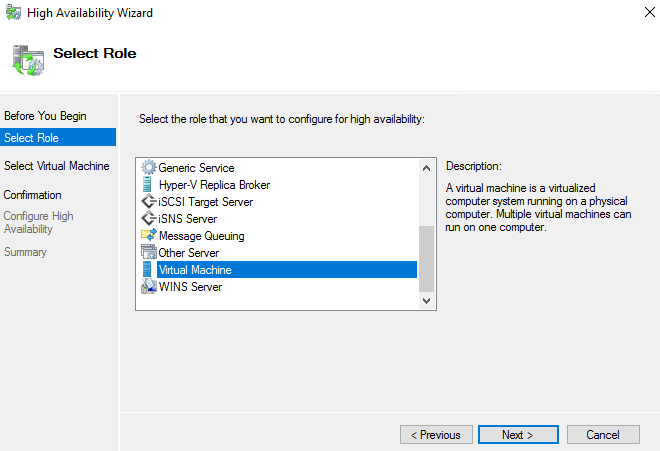 High Availability Wizard
Select Role
Before You Begin
Select Role
Select Virtual Machine
Confirmation
Configure High
Availability
Summary
Select the role that you want to configure for high availability:
Generic Service
Hyper-V Replica Broker
iSCSI Target Server
iSNS Server
Message Queuing
Other Server
Virtual Machine
WINS Server
Description:
A virtual machine is a virtualized
computer system running on a physical
computer. Multiple virtual machines can
run on one computer.
< Previous
Next >
Cancel